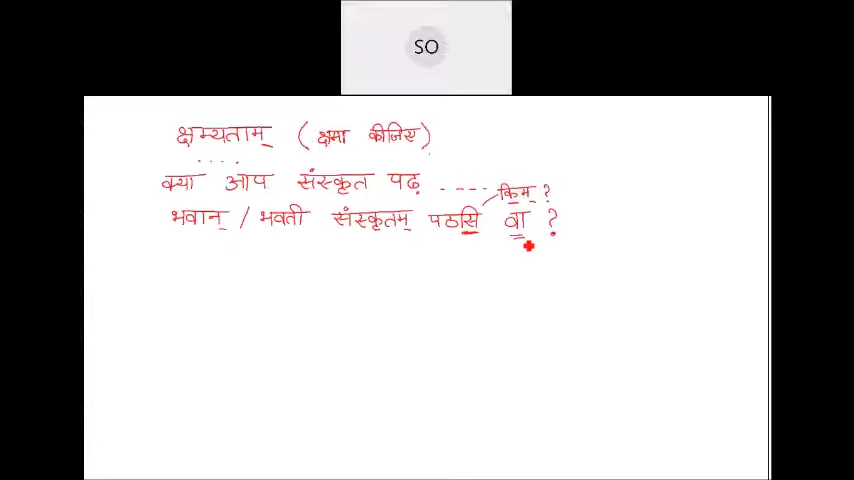 SO
क्षम्यताम् (क्षमा कीजिए)
....
क्या आप संस्कृत पढ़ ---- किम् ?
भवान् / भवती संस्कृतम् पठसि वा ?